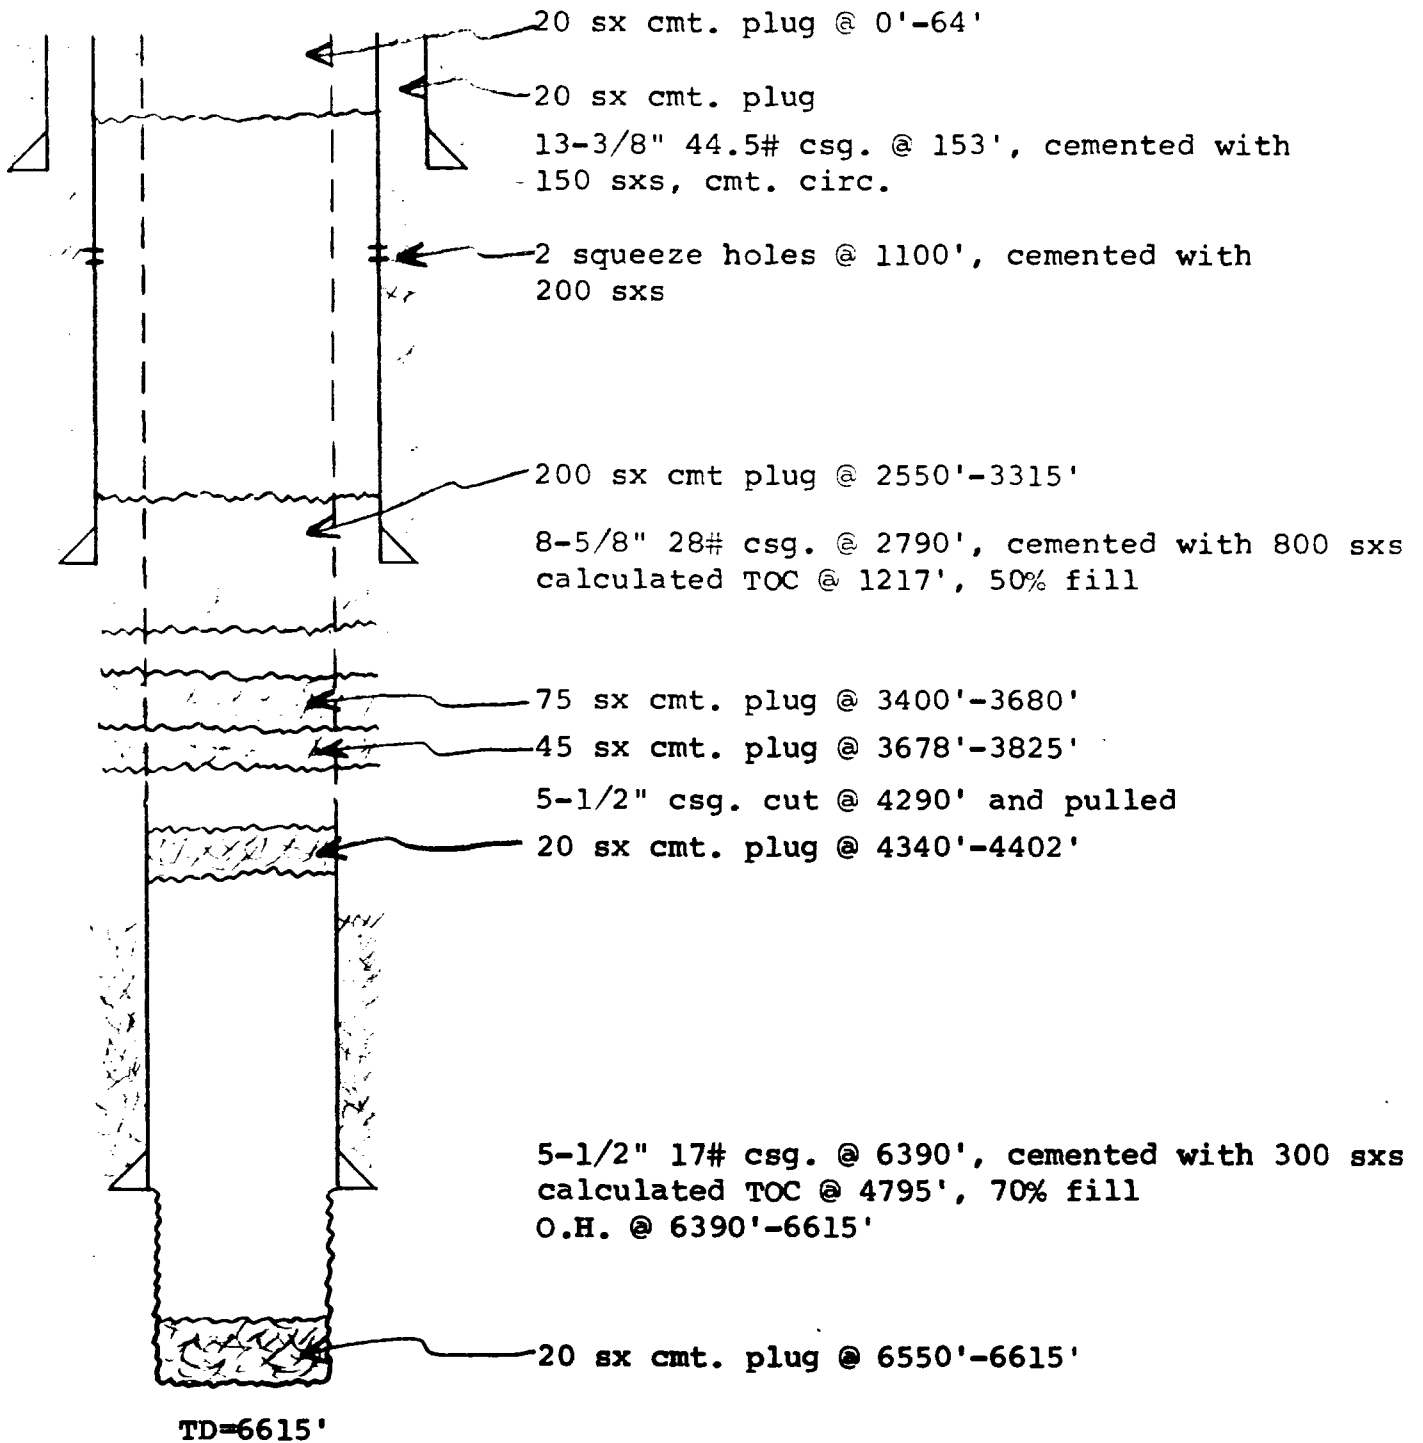 20 sx cmt. plug @ 0'-64'
20 sx cmt. plug
13-3/8" 44.5# csg. @ 153', cemented with
150 sxs, cmt. circ.
2 squeeze holes @ 1100', cemented with
200 sxs
200 sx cmt plug @ 2550'-3315'
8-5/8" 28# csg. @ 2790', cemented with 800 sxs
calculated TOC @ 1217', 50% fill
75 sx cmt. plug @ 3400'-3680'
45 sx cmt. plug @ 3678'-3825'
5-1/2" csg. cut @ 4290' and pulled
20 sx cmt. plug @ 4340'-4402'
5-1/2" 17# csg. @ 6390', cemented with 300 sxs
calculated TOC @ 4795', 70% fill
O.H. @ 6390'-6615'
20 sx cmt. plug @ 6550'-6615'
TD=6615'